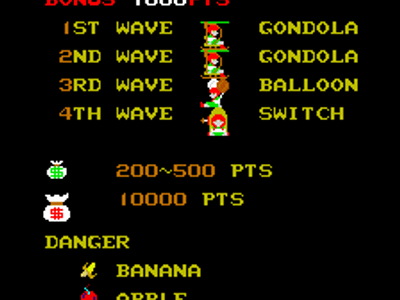 BONUS 1000PTS
1ST WAVE GONDOLA
2ND WAVE GONDOLA
3RD WAVE BALLOON
4TH WAVE SWITCH
200~500 PTS
10000 PTS
DANGER
BANANA
APPLE